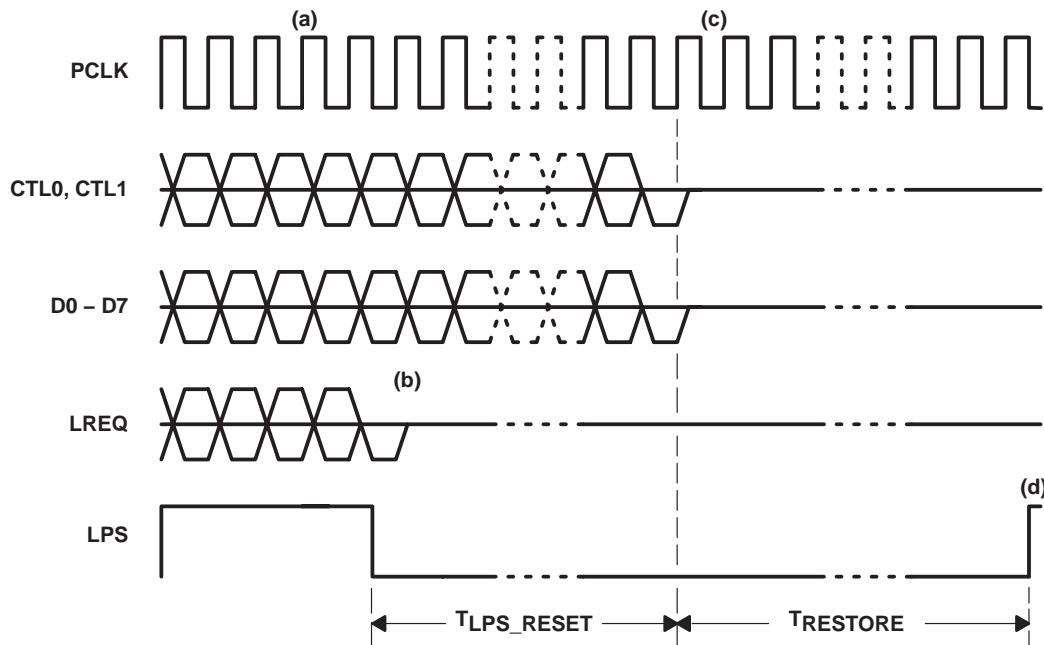 (a) (c)
PCLK
CTL0, CTL1
D0 – D7
(b)
LREQ
(d)
LPS
TLPS_RESET TRESTORE